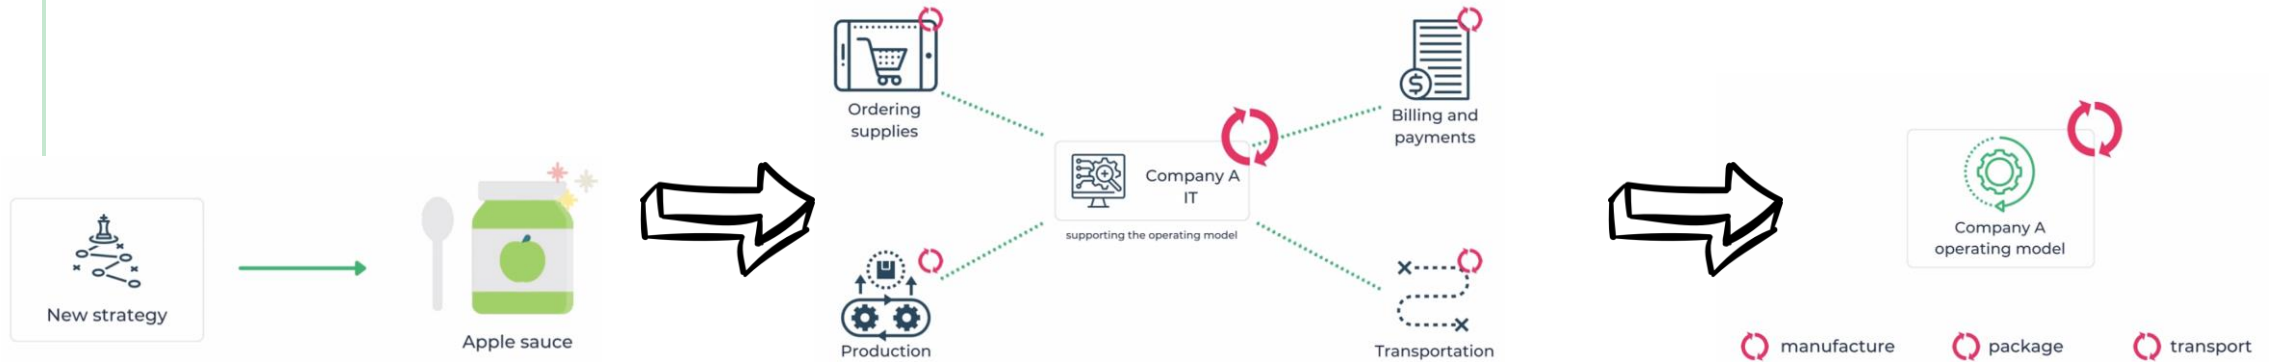 New strategy
Apple sauce
Ordering
supplies
Billing and
payments
Company A
IT
supporting the operating model
Production
Transportation
Company A
operating model
manufacture
package
transport